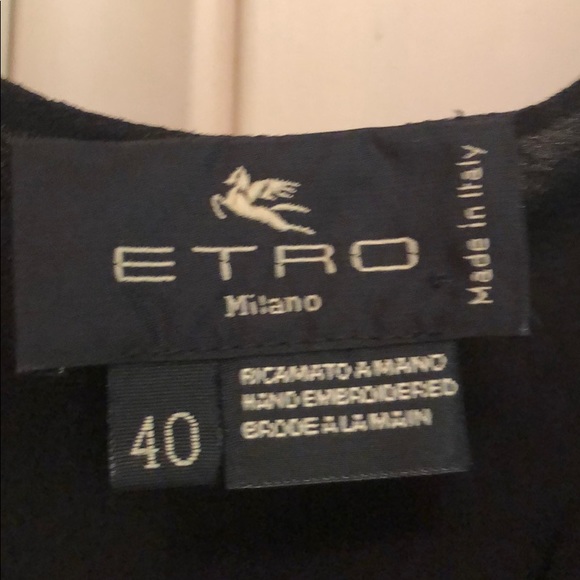 ETRO
Milano
Made in Italy
40
RICAMATO A MANO
HAND EMBROIDERED
BRODE A LA MAIN